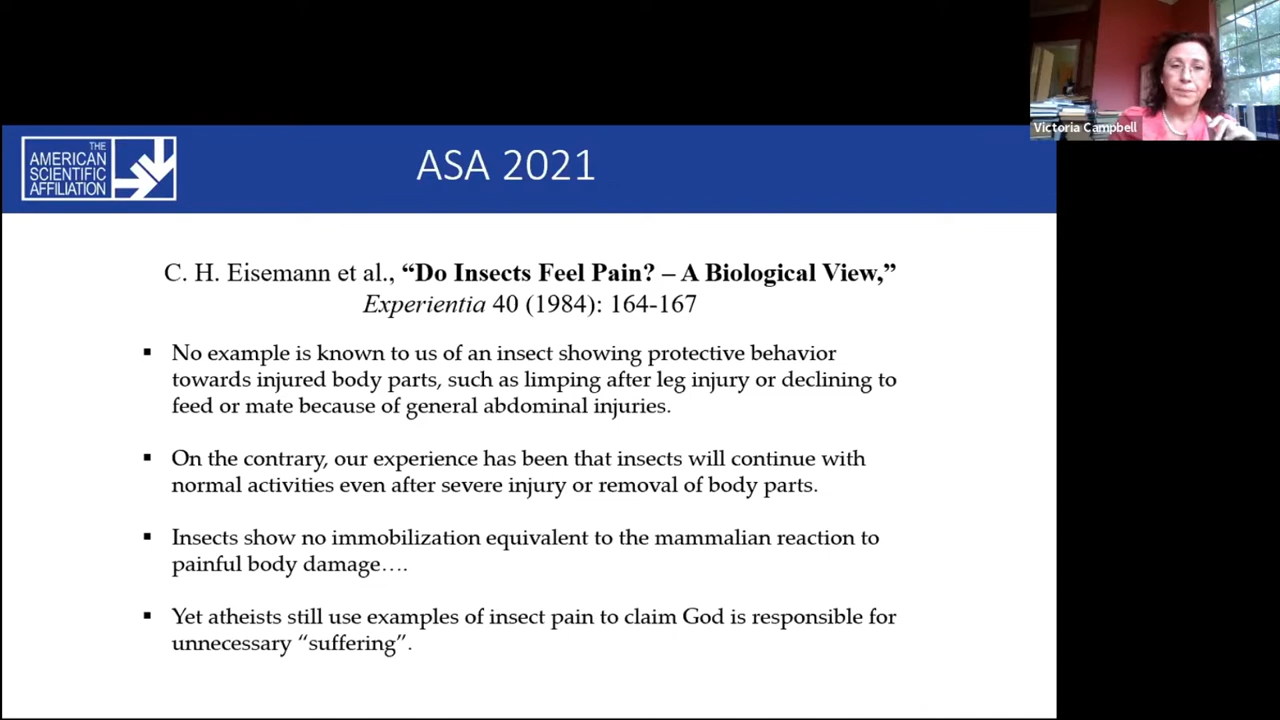 Victoria Campbell
THE
AMERICAN
SCIENTIFIC
AFFILIATION
ASA 2021
C. H. Eisemann et al., “Do Insects Feel Pain? – A Biological View,”
Experientia 40 (1984): 164-167
▪ No example is known to us of an insect showing protective behavior
towards injured body parts, such as limping after leg injury or declining to
feed or mate because of general abdominal injuries.
▪ On the contrary, our experience has been that insects will continue with
normal activities even after severe injury or removal of body parts.
▪ Insects show no immobilization equivalent to the mammalian reaction to
painful body damage….
▪ Yet atheists still use examples of insect pain to claim God is responsible for
unnecessary “suffering”.